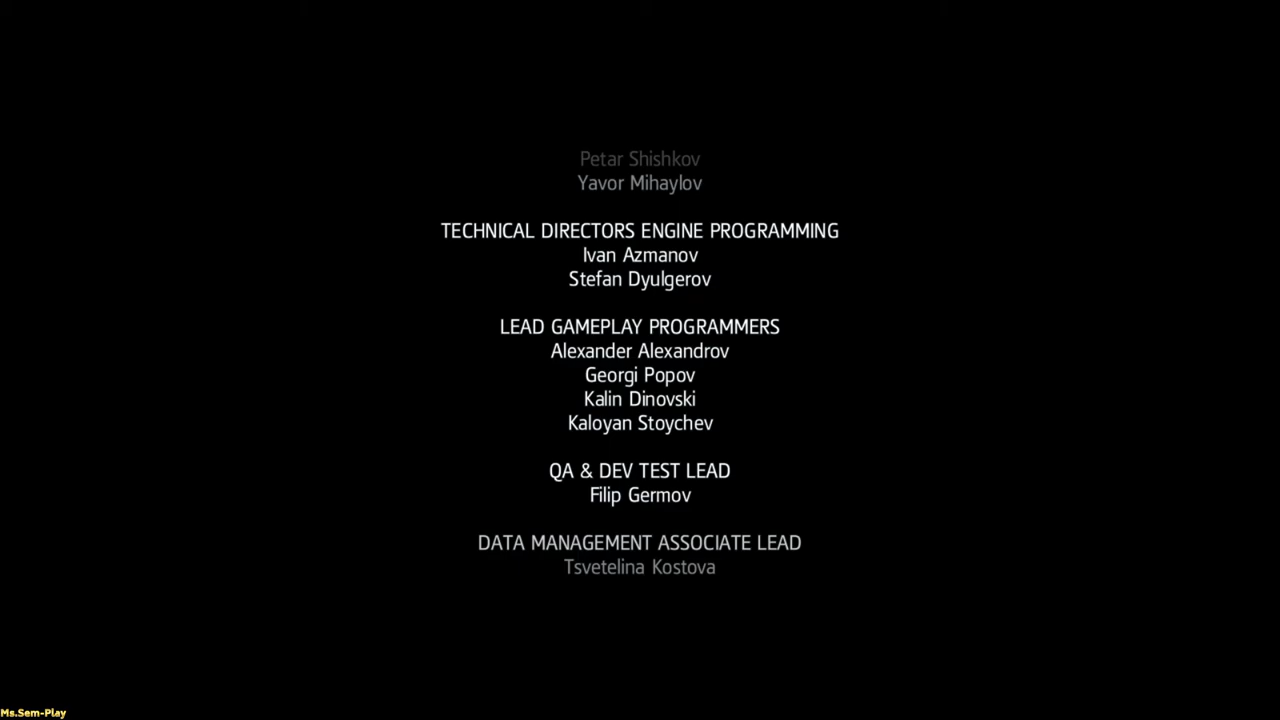 Petar Shishkov
Yavor Mihaylov
TECHNICAL DIRECTORS ENGINE PROGRAMMING
Ivan Azmanov
Stefan Dyulgerov
LEAD GAMEPLAY PROGRAMMERS
Alexander Alexandrov
Georgi Popov
Kalin Dinovski
Kaloyan Stoychev
QA & DEV TEST LEAD
Filip Germov
DATA MANAGEMENT ASSOCIATE LEAD
Tsvetelina Kostova
Ms.Sem-Play